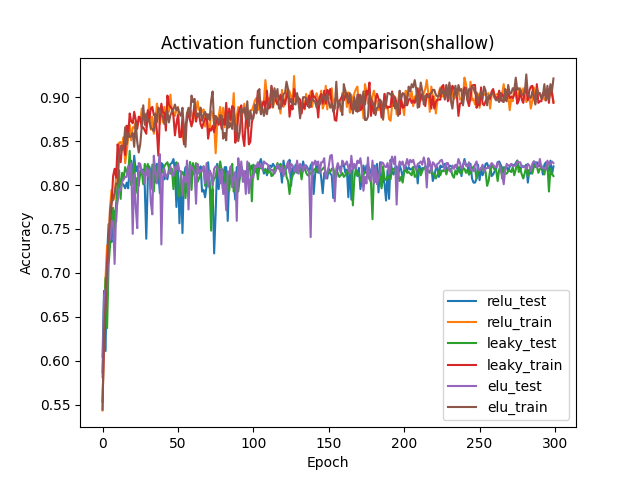 Activation function comparison(shallow)
Accuracy
0.90
0.85
0.80
0.75
0.70
0.65
0.60
0.55
0
50
100
150
200
250
300
Epoch
relu_test
relu_train
leaky_test
leaky_train
elu_test
elu_train